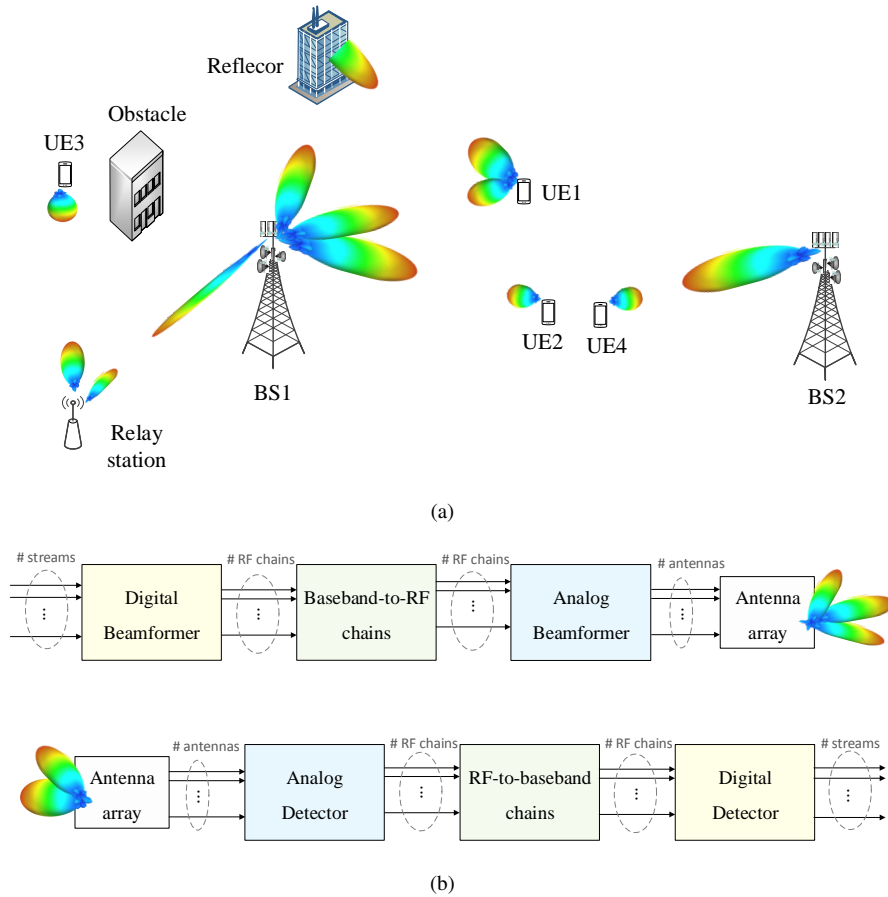 Reflecor
Obstacle
UE3
UE1
UE2
UE4
BS1
BS2
Relay
station
(a)
# streams
# RF chains
# RF chains
# antennas
Digital
Beamformer
Baseband-to-RF
chains
Analog
Beamformer
Antenna
array
# antennas
# RF chains
# RF chains
# streams
Antenna
array
Analog
Detector
RF-to-baseband
chains
Digital
Detector
(b)